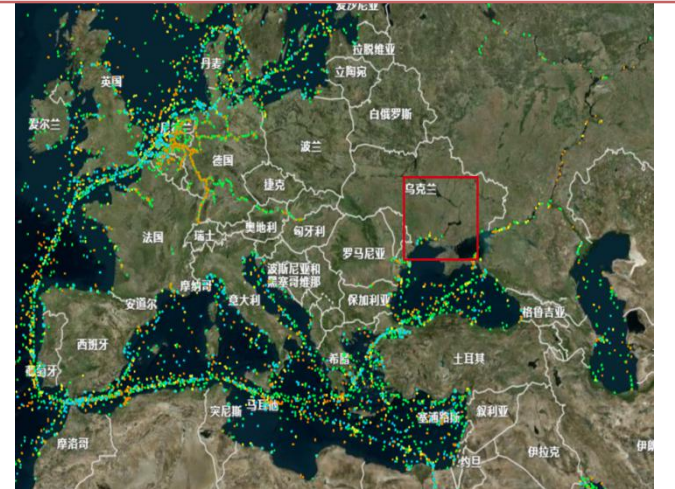 爱沙尼亚
拉脱维亚
丹麦
立陶宛
英国
白俄罗斯
爱尔兰
波兰
德国
捷克
乌克兰
法国
瑞士
奥地利
匈牙利
罗马尼亚
波斯尼亚和
黑塞哥维那
摩纳哥
安道尔
意大利
保加利亚
格鲁吉亚
西班牙
希腊
土耳其
葡萄牙
突尼斯
马耳他
塞浦路斯
叙利亚
摩洛哥
伊拉克
约旦